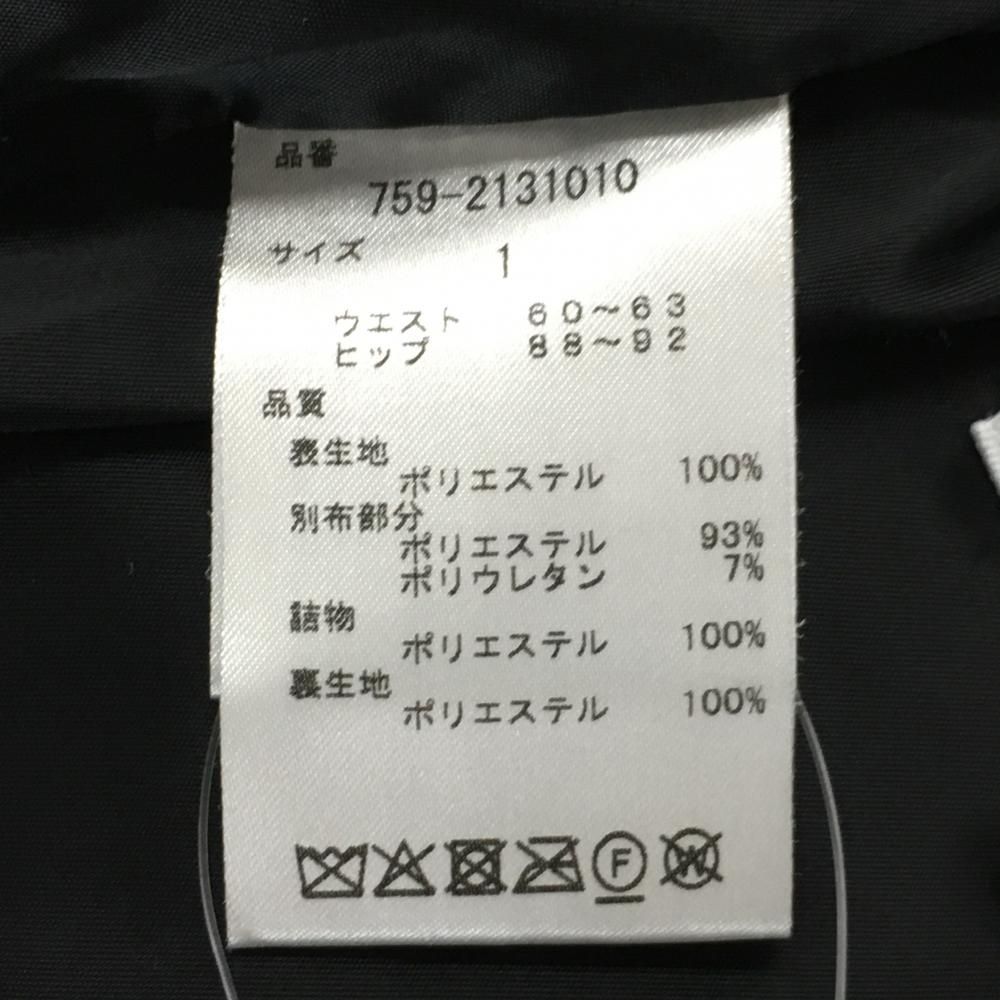 品番
759-2131010
サイズ 1
ウエスト 60～63
ヒップ 88～92
品質
表生地
ポリエステル 100%
別布部分
ポリエステル 93%
ポリウレタン 7%
詰物
ポリエステル 100%
裏生地
ポリエステル 100%
F W